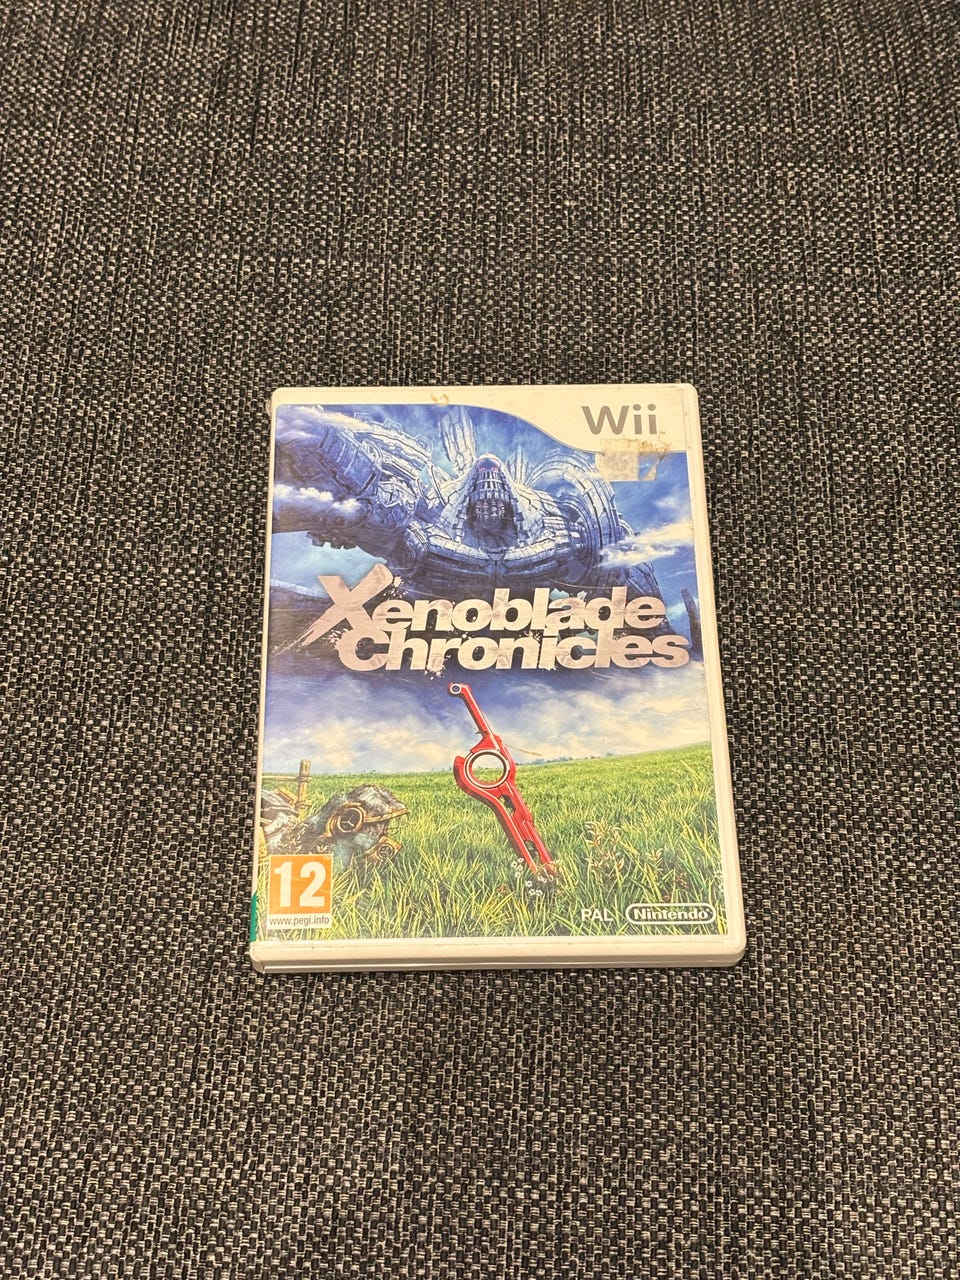 Wii
Xenoblade
Chronicles
12
www.pegi.info
PAL Nintendo